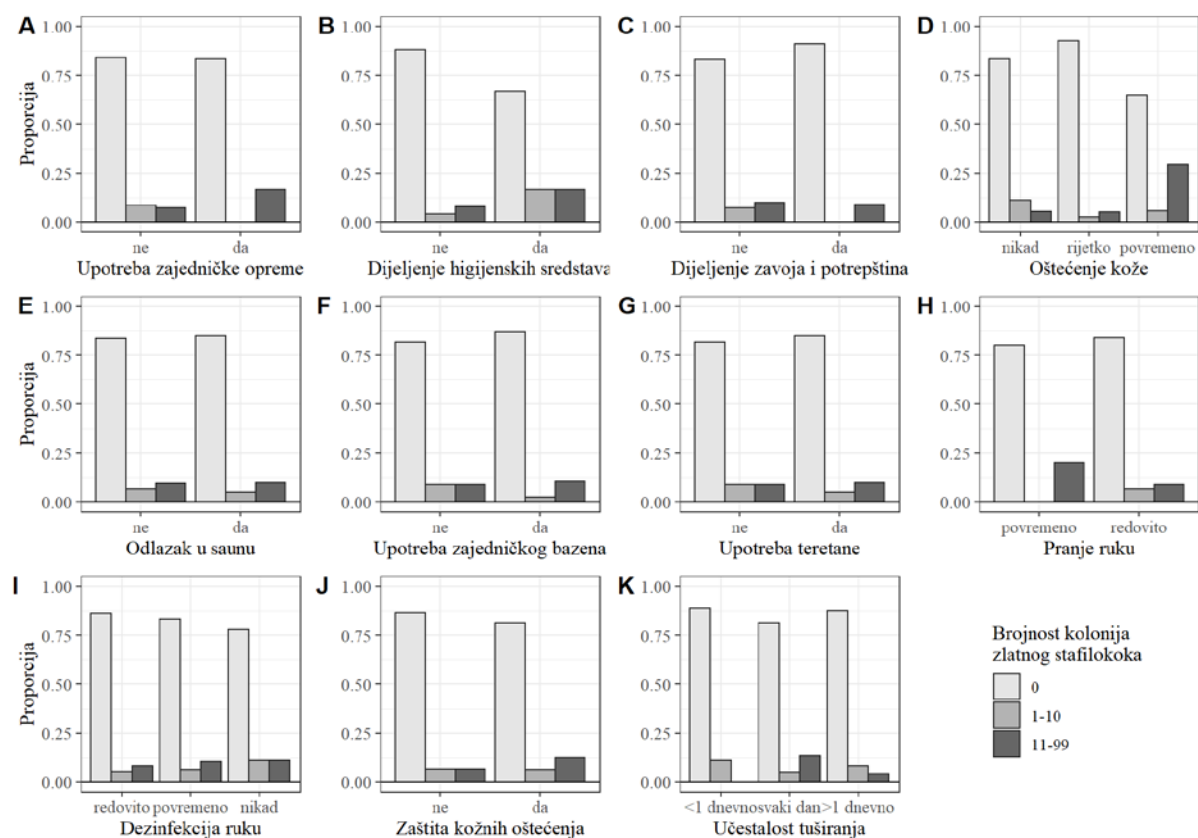 A
B
C
D
Proporcija
1.00
0.75
0.50
0.25
0.00
ne da
Upotreba zajedničke opreme
1.00
0.75
0.50
0.25
0.00
ne da
Dijeljenje higijenskih sredstava
1.00
0.75
0.50
0.25
0.00
ne da
Dijeljenje zavoja i potrepština
1.00
0.75
0.50
0.25
0.00
nikad rijetko povremeno
Oštećenje kože
E
F
G
H
Proporcija
1.00
0.75
0.50
0.25
0.00
ne da
Odlazak u saunu
1.00
0.75
0.50
0.25
0.00
ne da
Upotreba zajedničkog bazena
1.00
0.75
0.50
0.25
0.00
ne da
Upotreba teretane
1.00
0.75
0.50
0.25
0.00
povremeno redovito
Pranje ruku
I
J
K
Proporcija
1.00
0.75
0.50
0.25
0.00
redovito povremeno nikad
Dezinfekcija ruku
1.00
0.75
0.50
0.25
0.00
ne da
Zaštita kožnih oštećenja
1.00
0.75
0.50
0.25
0.00
<1 dnevno svaki dan >1 dnevno
Učestalost tuširanja
Brojnost kolonija
zlatnog stafilokoka
0
1-10
11-99